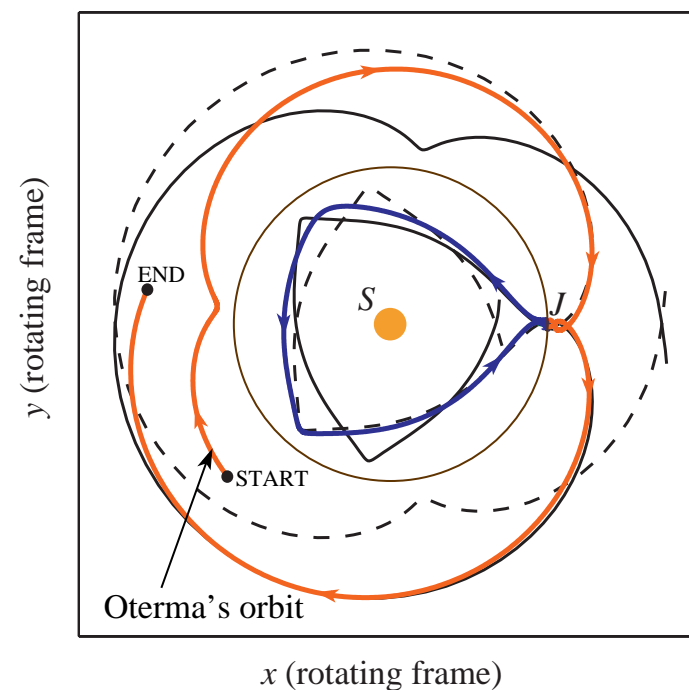 y (rotating frame)
END
S
J
START
Oterma's orbit
x (rotating frame)